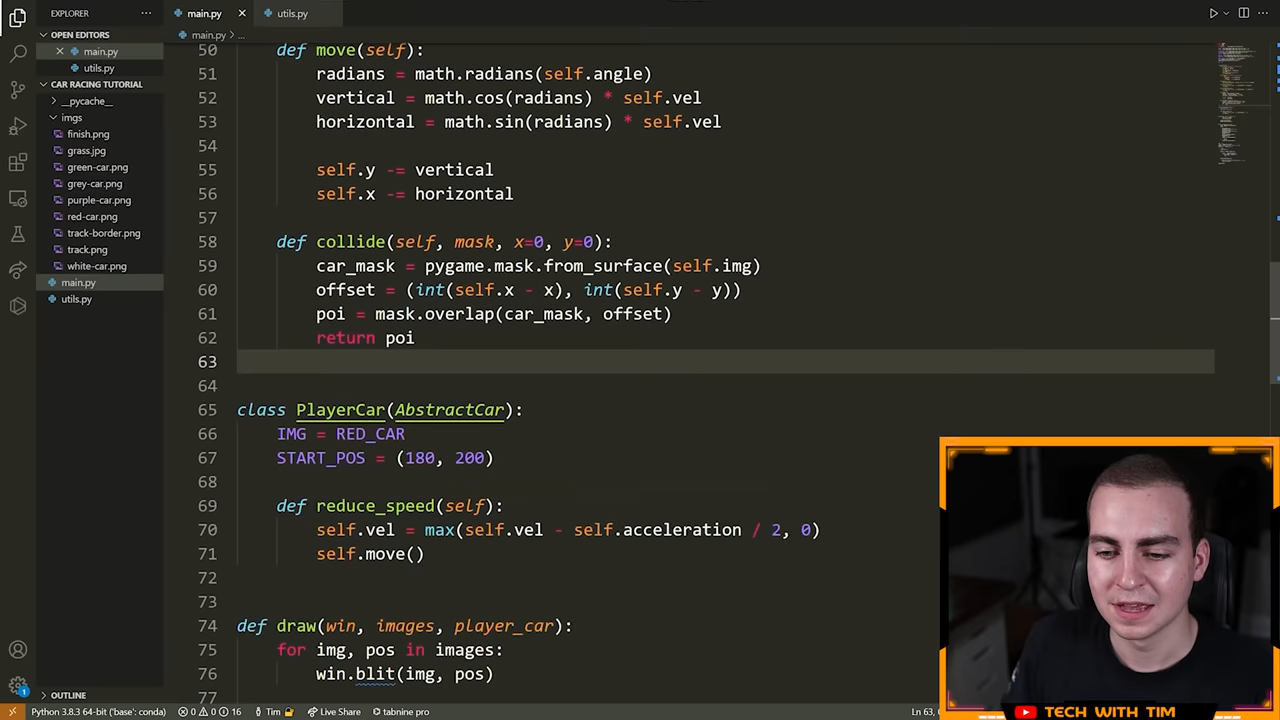 EXPLORER
OPEN EDITORS
main.py
utils.py
CAR RACING TUTORIAL
__pycache__
imgs
finish.png
grass.jpg
green-car.png
grey-car.png
purple-car.png
red-car.png
track-border.png
track.png
white-car.png
main.py
utils.py
OUTLINE
main.py
utils.py
main.py > ...
50 def move(self):
51 radians = math.radians(self.angle)
52 vertical = math.cos(radians) * self.vel
53 horizontal = math.sin(radians) * self.vel
54
55 self.y -= vertical
56 self.x -= horizontal
57
58 def collide(self, mask, x=0, y=0):
59 car_mask = pygame.mask.from_surface(self.img)
60 offset = (int(self.x - x), int(self.y - y))
61 poi = mask.overlap(car_mask, offset)
62 return poi
63
64
65 class PlayerCar(AbstractCar):
66 IMG = RED_CAR
67 START_POS = (180, 200)
68
69 def reduce_speed(self):
70 self.vel = max(self.vel - self.acceleration / 2, 0)
71 self.move()
72
73
74 def draw(win, images, player_car):
75 for img, pos in images:
76 win.blit(img, pos)
77
1
Python 3.8.3 64-bit ('base': conda) 0 0 16 Tim Live Share tabnine pro
Ln 63,
TECH WITH TIM